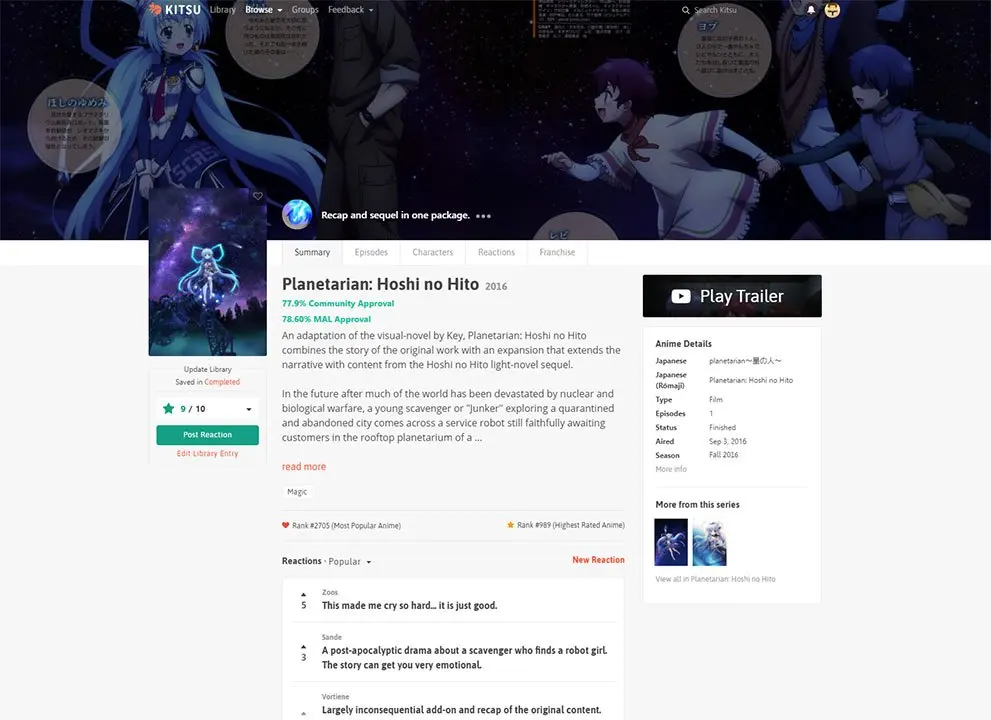 KITSU Library Browse Groups Feedback
Search Kitsu
ほしのゆめみ
ヨブ
レビ
Recap and sequel in one package.
Summary Episodes Characters Reactions Franchise
Planetarian: Hoshi no Hito 2016
77.9% Community Approval
78.60% MAL Approval
An adaptation of the visual-novel by Key, Planetarian: Hoshi no Hito
combines the story of the original work with an expansion that extends the
narrative with content from the Hoshi no Hito light-novel sequel.
In the future after much of the world has been devastated by nuclear and
biological warfare, a young scavenger or "Junker" exploring a quarantined
and abandoned city comes across a service robot still faithfully awaiting
customers in the rooftop planetarium of a ...
read more
Magic
Rank #2705 (Most Popular Anime)
Rank #989 (Highest Rated Anime)
Update Library
Saved in Completed
9 / 10
Post Reaction
Edit Library Entry
Reactions · Popular
New Reaction
5
Zoos
This made me cry so hard... it is just good.
3
Sande
A post-apocalyptic drama about a scavenger who finds a robot girl.
The story can get you very emotional.
Vortiene
Largely inconsequential add-on and recap of the original content.
Play Trailer
Anime Details
Japanese planetarian〜星の人〜
Japanese (Rōmaji) Planetarian: Hoshi no Hito
Type Film
Episodes 1
Status Finished
Aired Sep 3, 2016
Season Fall 2016
More info
More from this series
View all in Planetarian: Hoshi no Hito